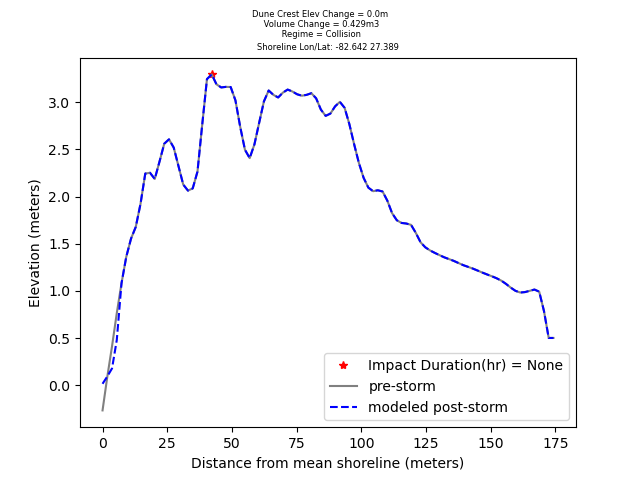 Dune Crest Elev Change = 0.0m
Volume Change = 0.429m3
Regime = Collision
Shoreline Lon/Lat: -82.642 27.389
Elevation (meters)
3.0
2.5
2.0
1.5
1.0
0.5
0.0
Impact Duration(hr) = None
pre-storm
modeled post-storm
0 25 50 75 100 125 150 175
Distance from mean shoreline (meters)